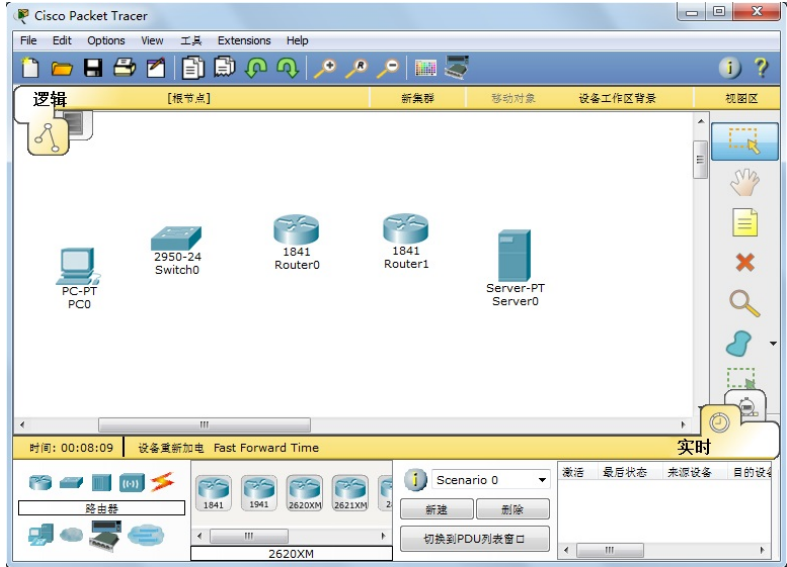 Cisco Packet Tracer
File Edit Options View 工具 Extensions Help
逻辑 [根节点] 新集群 移动对象 设备工作区背景 视图区
2950-24
Switch0
1841
Router0
1841
Router1
PC-PT
PC0
Server-PT
Server0
时间: 00:08:09 设备重新加电 Fast Forward Time 实时
路由器
1841 1941 2620XM 2621XM
2620XM
Scenario 0
新建 删除
切换到PDU列表窗口
激活 最后状态 来源设备 目的设备